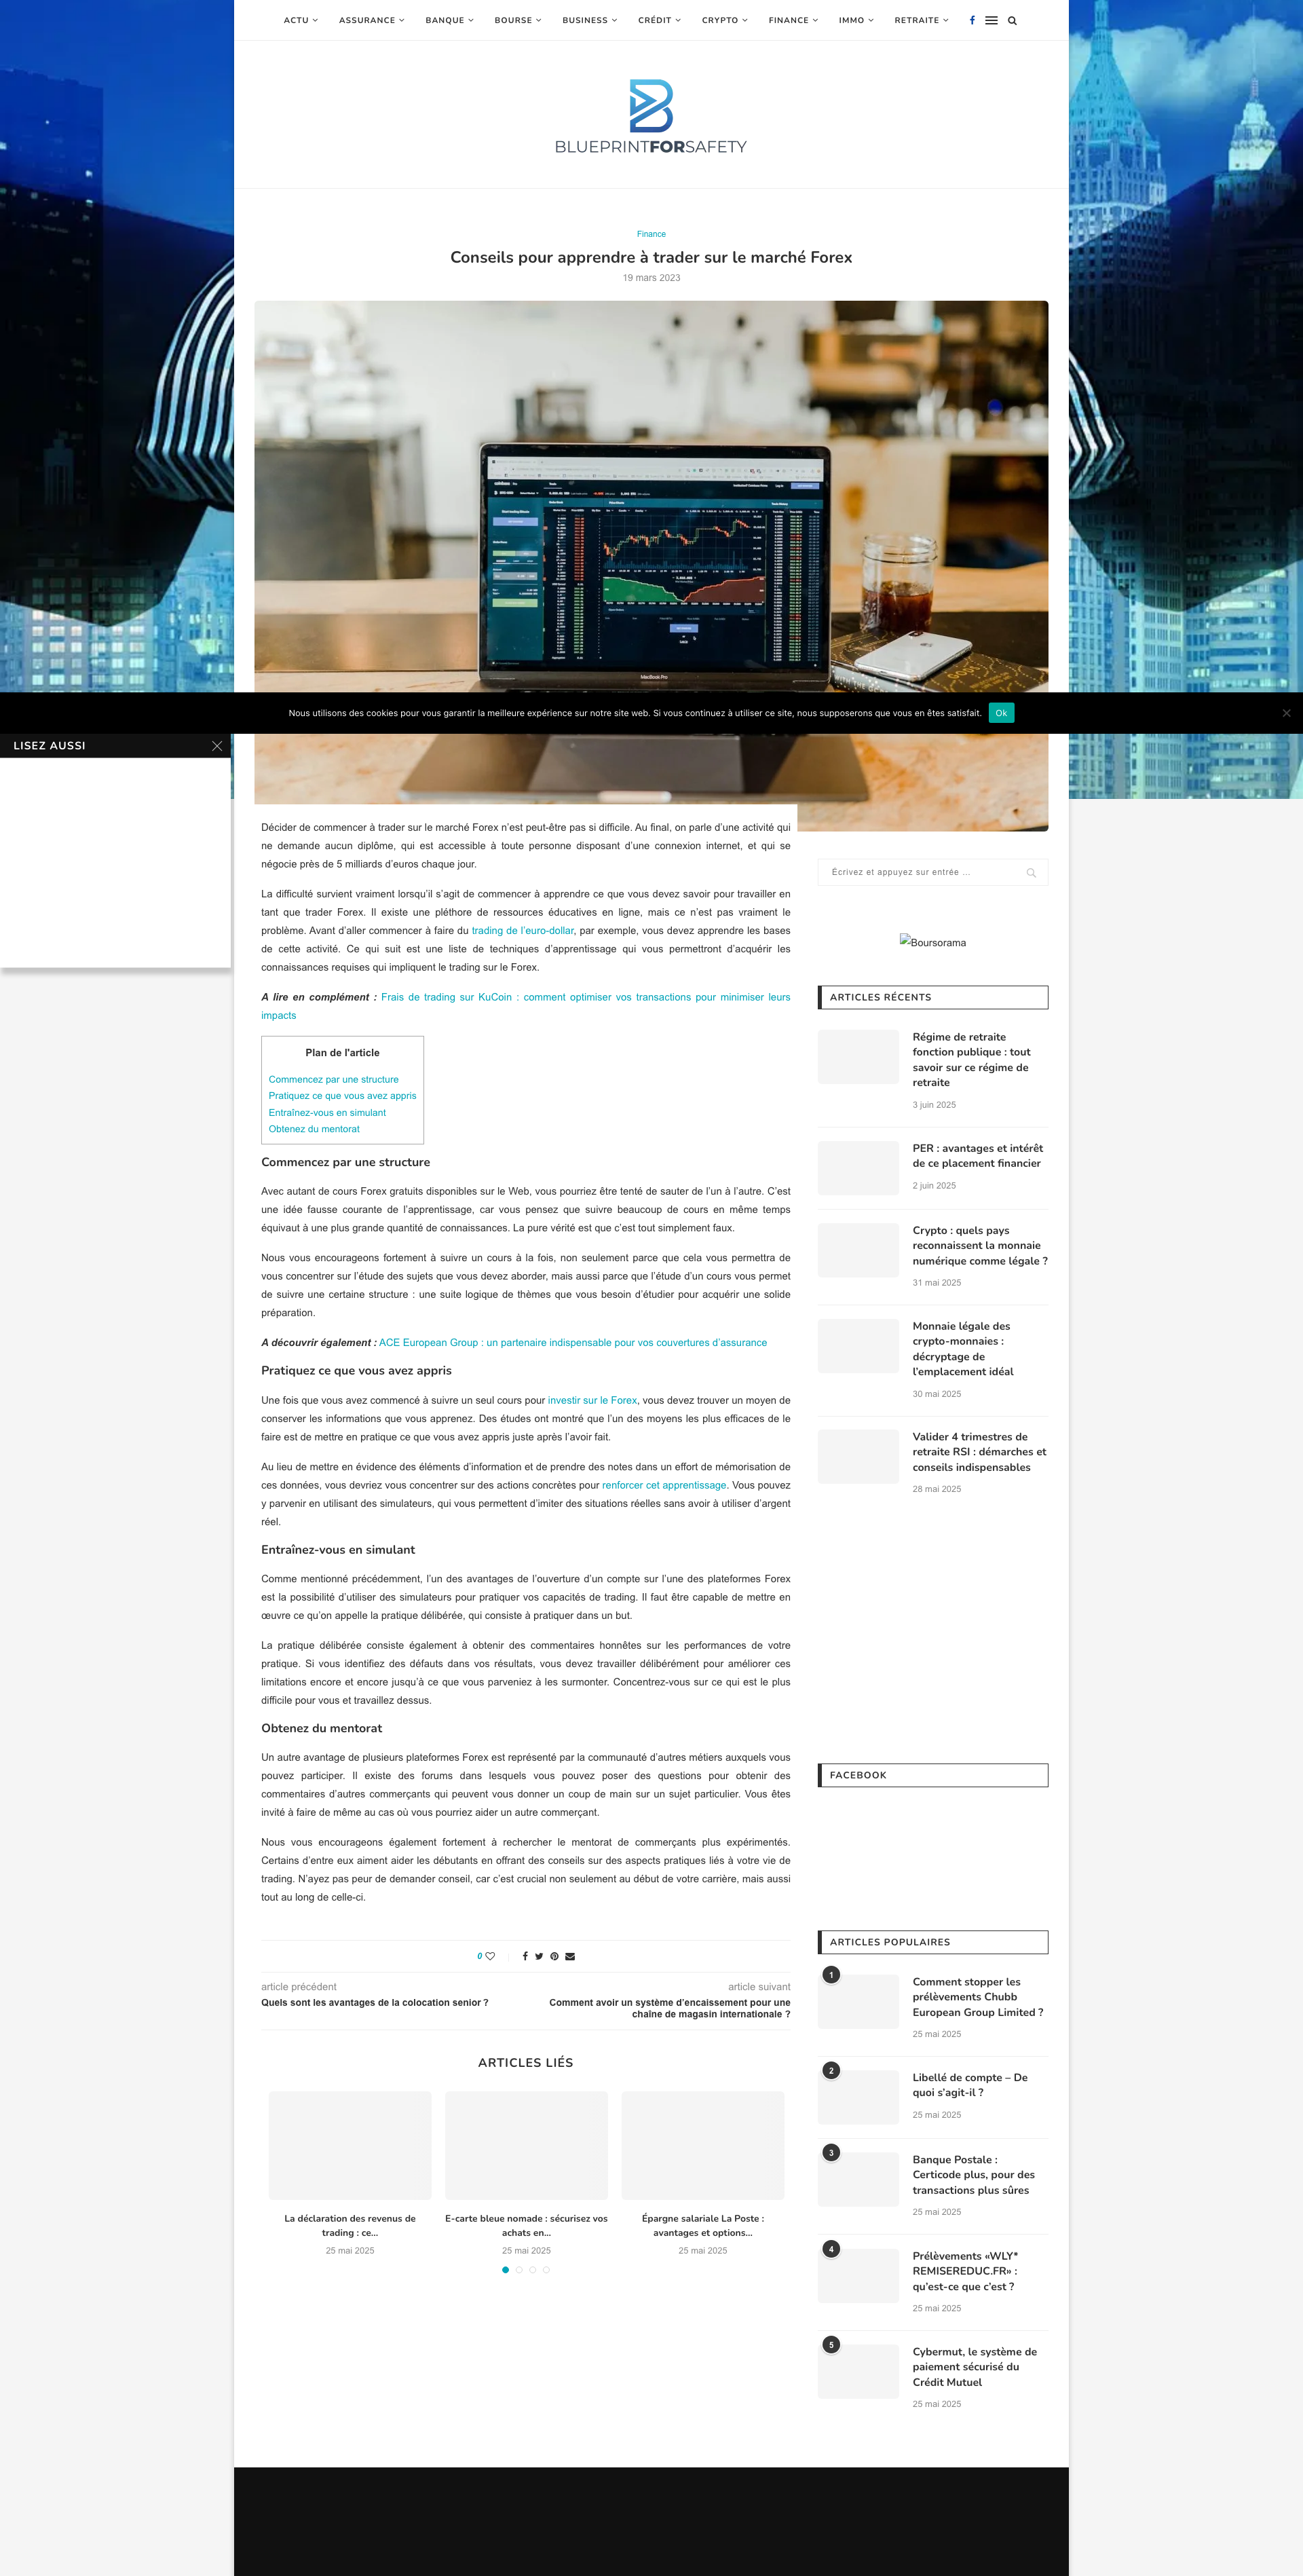 ACTU ASSURANCE BANQUE BOURSE BUSINESS CRÉDIT CRYPTO FINANCE IMMO RETRAITE
BLUEPRINTFORSAFETY
Finance
Conseils pour apprendre à trader sur le marché Forex
19 mars 2023
MacBook Pro
Nous utilisons des cookies pour vous garantir la meilleure expérience sur notre site web. Si vous continuez à utiliser ce site, nous supposerons que vous en êtes satisfait. Ok
LISEZ AUSSI
Décider de commencer à trader sur le marché Forex n’est peut-être pas si difficile. Au final, on parle d’une activité qui
ne demande aucun diplôme, qui est accessible à toute personne disposant d’une connexion internet, et qui se
négocie près de 5 milliards d’euros chaque jour.
La difficulté survient vraiment lorsqu’il s’agit de commencer à apprendre ce que vous devez savoir pour travailler en
tant que trader Forex. Il existe une pléthore de ressources éducatives en ligne, mais ce n’est pas vraiment le
problème. Avant d’aller commencer à faire du trading de l’euro-dollar, par exemple, vous devez apprendre les bases
de cette activité. Ce qui suit est une liste de techniques d’apprentissage qui vous permettront d’acquérir les
connaissances requises qui impliquent le trading sur le Forex.
A lire en complément : Frais de trading sur KuCoin : comment optimiser vos transactions pour minimiser leurs
impacts
Plan de l'article
Commencez par une structure
Pratiquez ce que vous avez appris
Entraînez-vous en simulant
Obtenez du mentorat
Commencez par une structure
Avec autant de cours Forex gratuits disponibles sur le Web, vous pourriez être tenté de sauter de l’un à l’autre. C’est
une idée fausse courante de l’apprentissage, car vous pensez que suivre beaucoup de cours en même temps
équivaut à une plus grande quantité de connaissances. La pure vérité est que c’est tout simplement faux.
Nous vous encourageons fortement à suivre un cours à la fois, non seulement parce que cela vous permettra de
vous concentrer sur l’étude des sujets que vous devez aborder, mais aussi parce que l’étude d’un cours vous permet
de suivre une certaine structure : une suite logique de thèmes que vous besoin d’étudier pour acquérir une solide
préparation.
A découvrir également : ACE European Group : un partenaire indispensable pour vos couvertures d’assurance
Pratiquez ce que vous avez appris
Une fois que vous avez commencé à suivre un seul cours pour investir sur le Forex, vous devez trouver un moyen de
conserver les informations que vous apprenez. Des études ont montré que l’un des moyens les plus efficaces de le
faire est de mettre en pratique ce que vous avez appris juste après l’avoir fait.
Au lieu de mettre en évidence des éléments d’information et de prendre des notes dans un effort de mémorisation de
ces données, vous devriez vous concentrer sur des actions concrètes pour renforcer cet apprentissage. Vous pouvez
y parvenir en utilisant des simulateurs, qui vous permettent d’imiter des situations réelles sans avoir à utiliser d’argent
réel.
Entraînez-vous en simulant
Comme mentionné précédemment, l’un des avantages de l’ouverture d’un compte sur l’une des plateformes Forex
est la possibilité d’utiliser des simulateurs pour pratiquer vos capacités de trading. Il faut être capable de mettre en
œuvre ce qu’on appelle la pratique délibérée, qui consiste à pratiquer dans un but.
La pratique délibérée consiste également à obtenir des commentaires honnêtes sur les performances de votre
pratique. Si vous identifiez des défauts dans vos résultats, vous devez travailler délibérément pour améliorer ces
limitations encore et encore jusqu’à ce que vous parveniez à les surmonter. Concentrez-vous sur ce qui est le plus
difficile pour vous et travaillez dessus.
Obtenez du mentorat
Un autre avantage de plusieurs plateformes Forex est représenté par la communauté d’autres métiers auxquels vous
pouvez participer. Il existe des forums dans lesquels vous pouvez poser des questions pour obtenir des
commentaires d’autres commerçants qui peuvent vous donner un coup de main sur un sujet particulier. Vous êtes
invité à faire de même au cas où vous pourriez aider un autre commerçant.
Nous vous encourageons également fortement à rechercher le mentorat de commerçants plus expérimentés.
Certains d’entre eux aiment aider les débutants en offrant des conseils sur des aspects pratiques liés à votre vie de
trading. N’ayez pas peur de demander conseil, car c’est crucial non seulement au début de votre carrière, mais aussi
tout au long de celle-ci.
0
article précédent
Quels sont les avantages de la colocation senior ?
article suivant
Comment avoir un système d’encaissement pour une
chaîne de magasin internationale ?
ARTICLES LIÉS
La déclaration des revenus de
trading : ce...
25 mai 2025
E-carte bleue nomade : sécurisez vos
achats en...
25 mai 2025
Épargne salariale La Poste :
avantages et options...
25 mai 2025
Écrivez et appuyez sur entrée ...
Boursorama
ARTICLES RÉCENTS
Régime de retraite
fonction publique : tout
savoir sur ce régime de
retraite
3 juin 2025
PER : avantages et intérêt
de ce placement financier
2 juin 2025
Crypto : quels pays
reconnaissent la monnaie
numérique comme légale ?
31 mai 2025
Monnaie légale des
crypto-monnaies :
décryptage de
l’emplacement idéal
30 mai 2025
Valider 4 trimestres de
retraite RSI : démarches et
conseils indispensables
28 mai 2025
FACEBOOK
ARTICLES POPULAIRES
1
Comment stopper les
prélèvements Chubb
European Group Limited ?
25 mai 2025
2
Libellé de compte – De
quoi s’agit-il ?
25 mai 2025
3
Banque Postale :
Certicode plus, pour des
transactions plus sûres
25 mai 2025
4
Prélèvements «WLY*
REMISEREDUC.FR» :
qu’est-ce que c’est ?
25 mai 2025
5
Cybermut, le système de
paiement sécurisé du
Crédit Mutuel
25 mai 2025